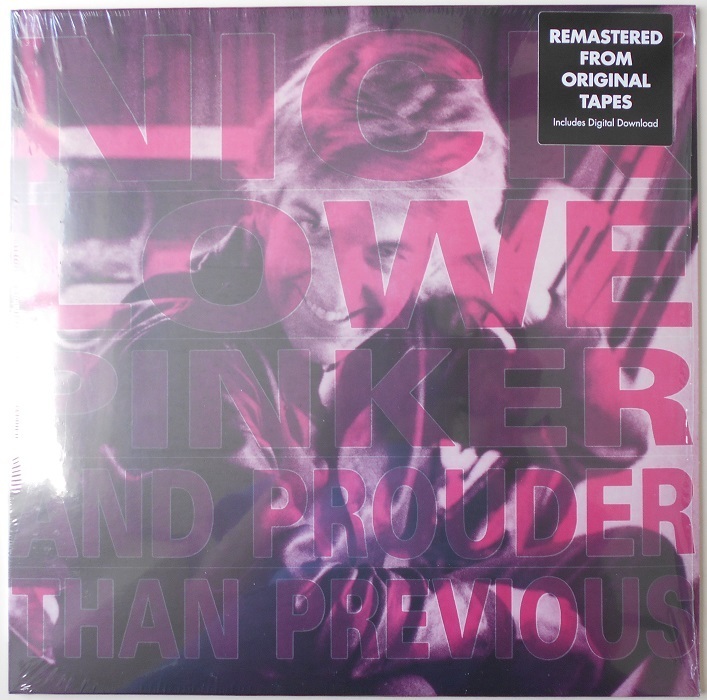 NICK
LOWE
PINKER
AND PROUDER
THAN PREVIOUS
REMASTERED
FROM
ORIGINAL
TAPES
Includes Digital Download